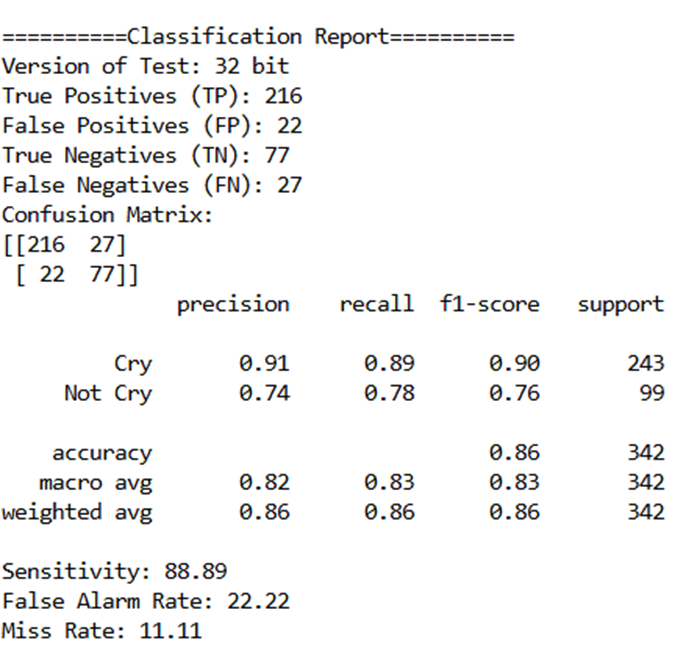 ==========Classification Report==========
Version of Test: 32 bit
True Positives (TP): 216
False Positives (FP): 22
True Negatives (TN): 77
False Negatives (FN): 27
Confusion Matrix:
[[216  27]
 [ 22  77]]
              precision    recall  f1-score   support

         Cry       0.91      0.89      0.90       243
     Not Cry       0.74      0.78      0.76        99

    accuracy                           0.86       342
   macro avg       0.82      0.83      0.83       342
weighted avg       0.86      0.86      0.86       342

Sensitivity: 88.89
False Alarm Rate: 22.22
Miss Rate: 11.11